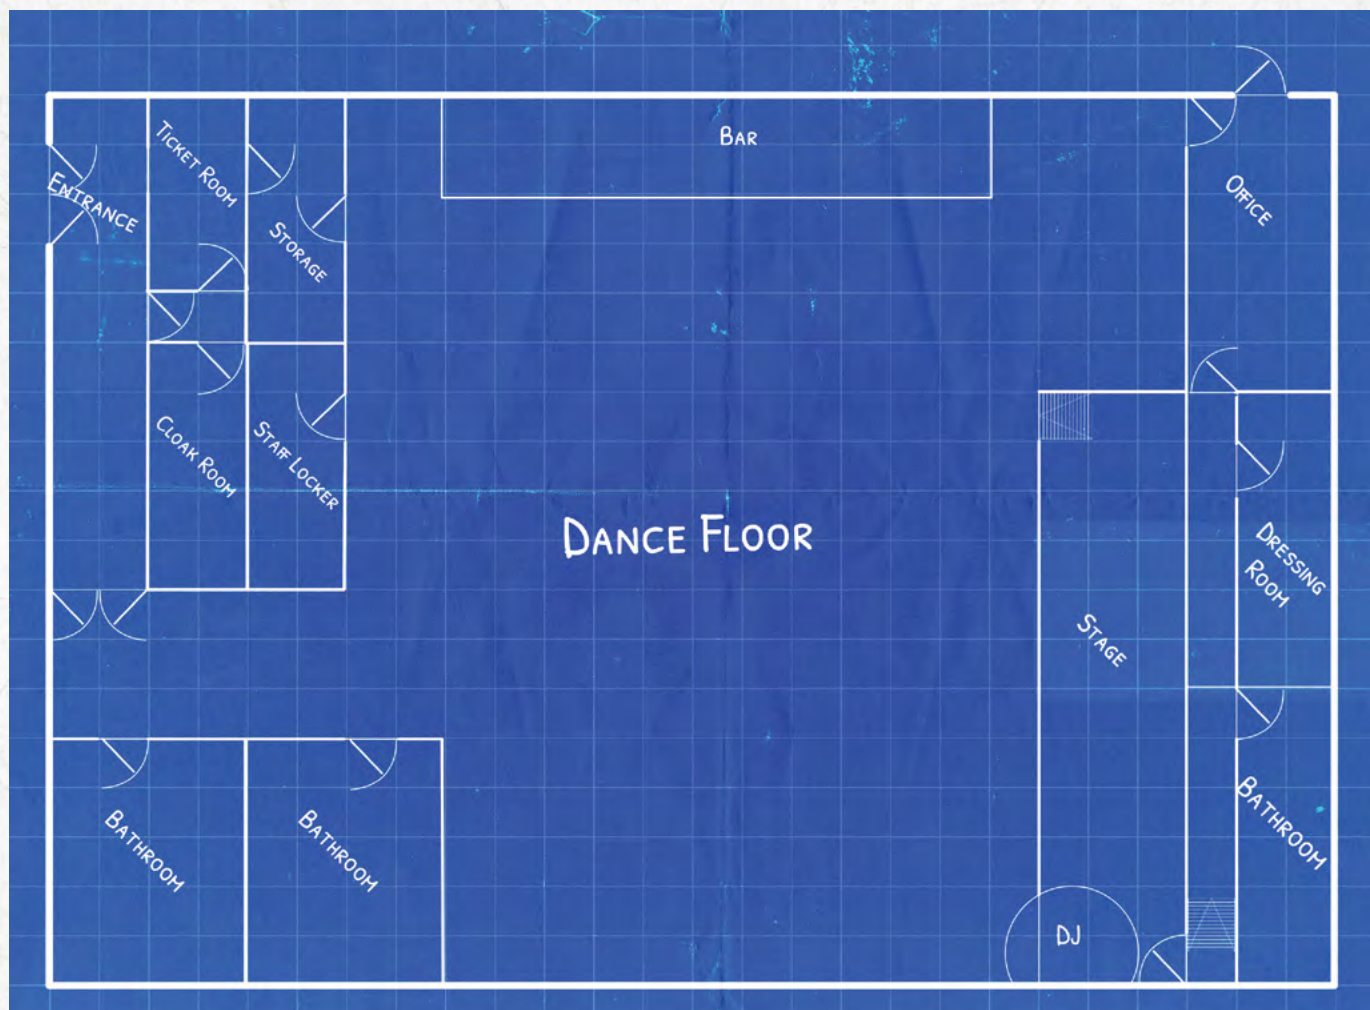 Bar
Ticket Room
Entrance
Office
Storage
Cloak Room
Staff Locker
Dance Floor
Dressing
Room
Stage
Bathroom
Bathroom
Bathroom
DJ